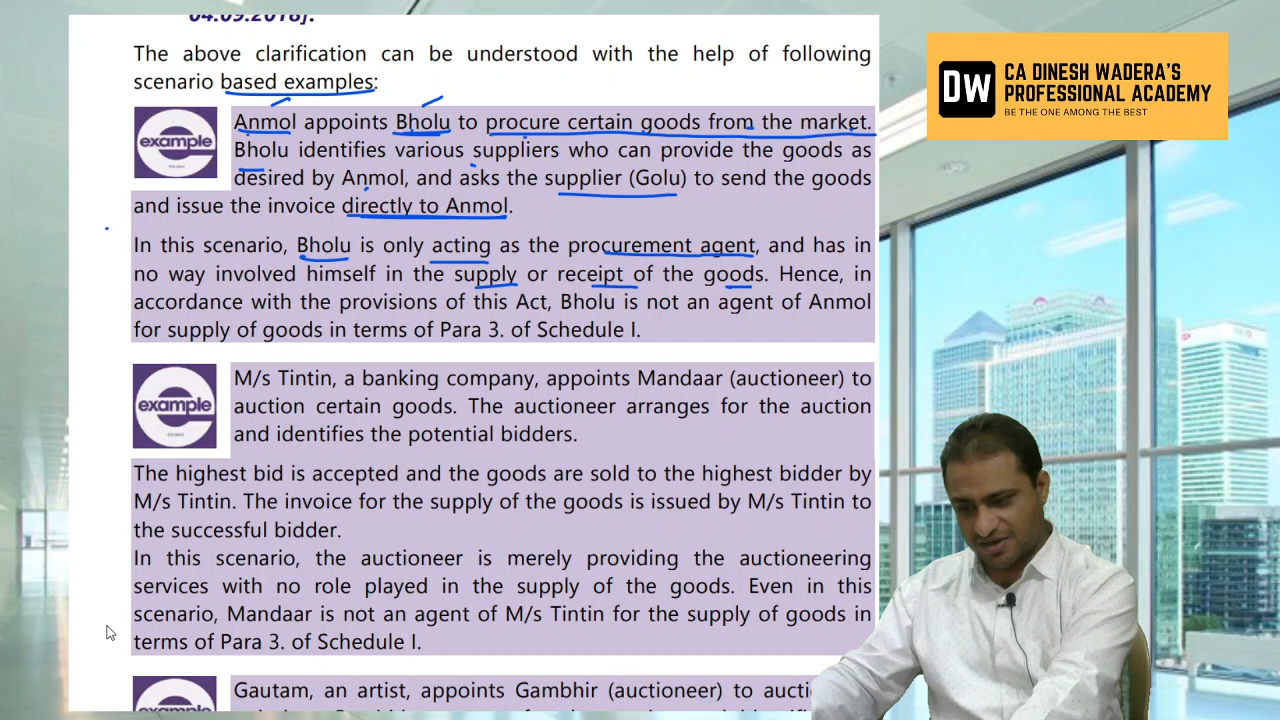 04.09.2018].
The above clarification can be understood with the help of following
scenario based examples:
example
Anmol appoints Bholu to procure certain goods from the market.
Bholu identifies various suppliers who can provide the goods as
desired by Anmol, and asks the supplier (Golu) to send the goods
and issue the invoice directly to Anmol.
In this scenario, Bholu is only acting as the procurement agent, and has in
no way involved himself in the supply or receipt of the goods. Hence, in
accordance with the provisions of this Act, Bholu is not an agent of Anmol
for supply of goods in terms of Para 3. of Schedule I.
example
M/s Tintin, a banking company, appoints Mandaar (auctioneer) to
auction certain goods. The auctioneer arranges for the auction
and identifies the potential bidders.
The highest bid is accepted and the goods are sold to the highest bidder by
M/s Tintin. The invoice for the supply of the goods is issued by M/s Tintin to
the successful bidder.
In this scenario, the auctioneer is merely providing the auctioneering
services with no role played in the supply of the goods. Even in this
scenario, Mandaar is not an agent of M/s Tintin for the supply of goods in
terms of Para 3. of Schedule I.
example
Gautam, an artist, appoints Gambhir (auctioneer) to aucti
DW
CA DINESH WADERA'S
PROFESSIONAL ACADEMY
BE THE ONE AMONG THE BEST